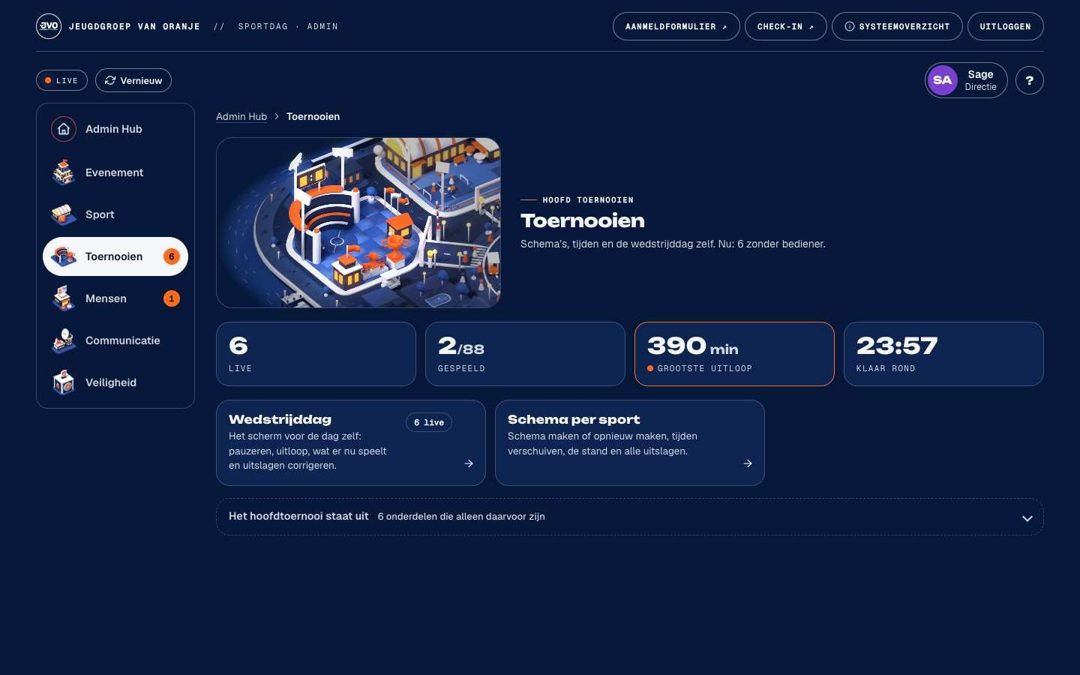 JVO JEUGDGROEP VAN ORANJE // SPORTDAG · ADMIN
AANMELDFORMULIER ↗
CHECK-IN ↗
SYSTEEMOVERZICHT
UITLOGGEN
LIVE
Vernieuw
SA
Sage
Directie
?
Admin Hub
Evenement
Sport
Toernooien 6
Mensen 1
Communicatie
Veiligheid
Admin Hub > Toernooien
HOOFD TOERNOOIEN
Toernooien
Schema's, tijden en de wedstrijddag zelf. Nu: 6 zonder bediener.
6
LIVE
2/88
GESPEELD
390 min
GROOTSTE UITLOOP
23:57
KLAAR ROND
Wedstrijddag
6 live
Het scherm voor de dag zelf:
pauzeren, uitloop, wat er nu speelt
en uitslagen corrigeren.
→
Schema per sport
Schema maken of opnieuw maken, tijden
verschuiven, de stand en alle uitslagen.
→
Het hoofdtoernooi staat uit 6 onderdelen die alleen daarvoor zijn